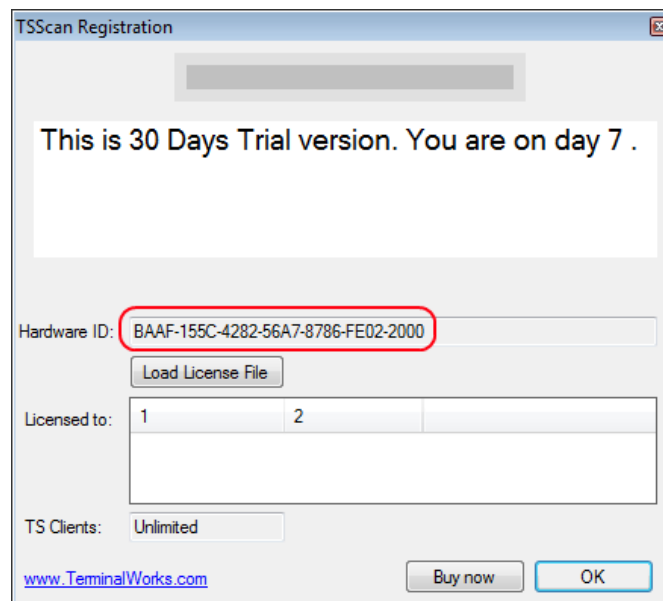 TSScan Registration
This is 30 Days Trial version. You are on day 7 .
Hardware ID: BAAF-155C-4282-56A7-8786-FE02-2000
Load License File
Licensed to: 1 2
TS Clients: Unlimited
www.TerminalWorks.com Buy now OK